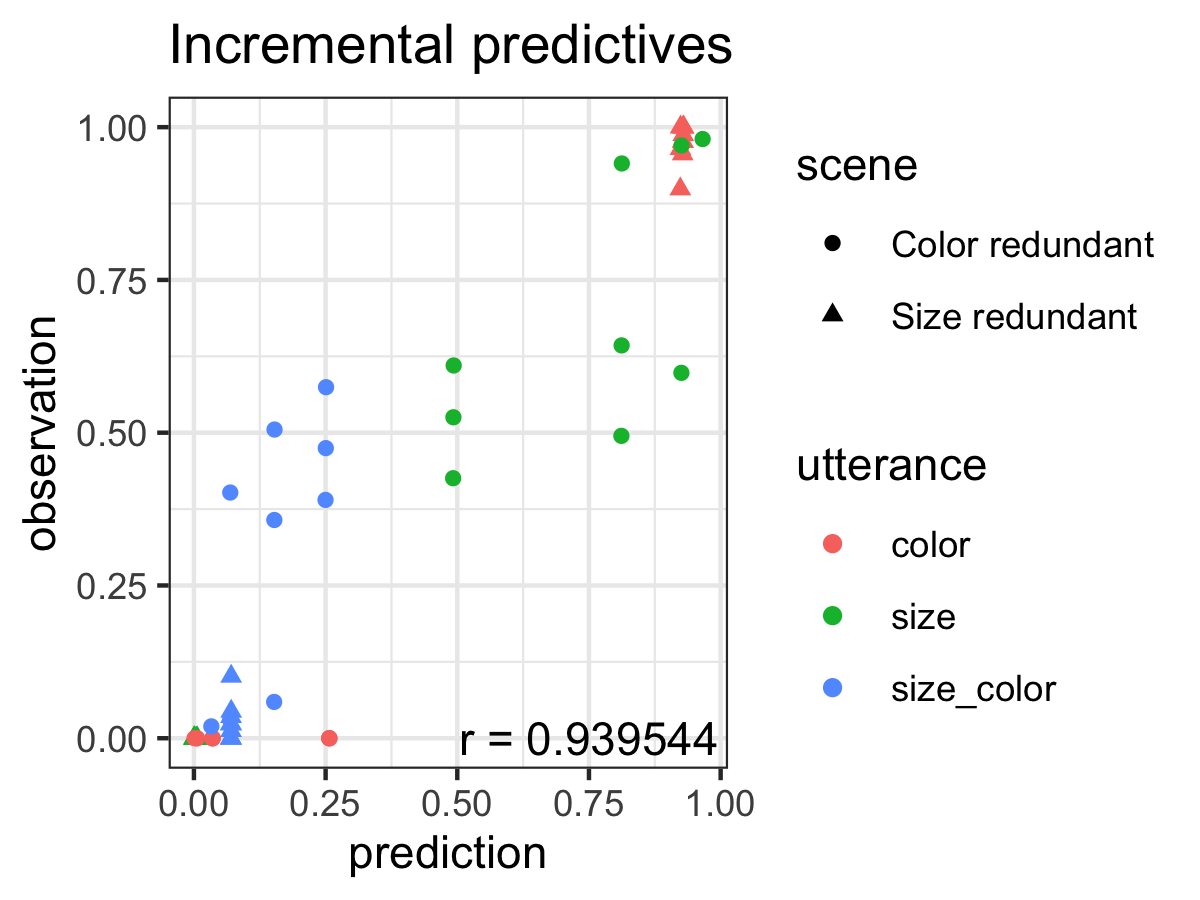 Incremental predictives
observation
1.00
0.75
0.50
0.25
0.00
r = 0.939544
0.00 0.25 0.50 0.75 1.00
prediction
scene
Color redundant
Size redundant
utterance
color
size
size_color